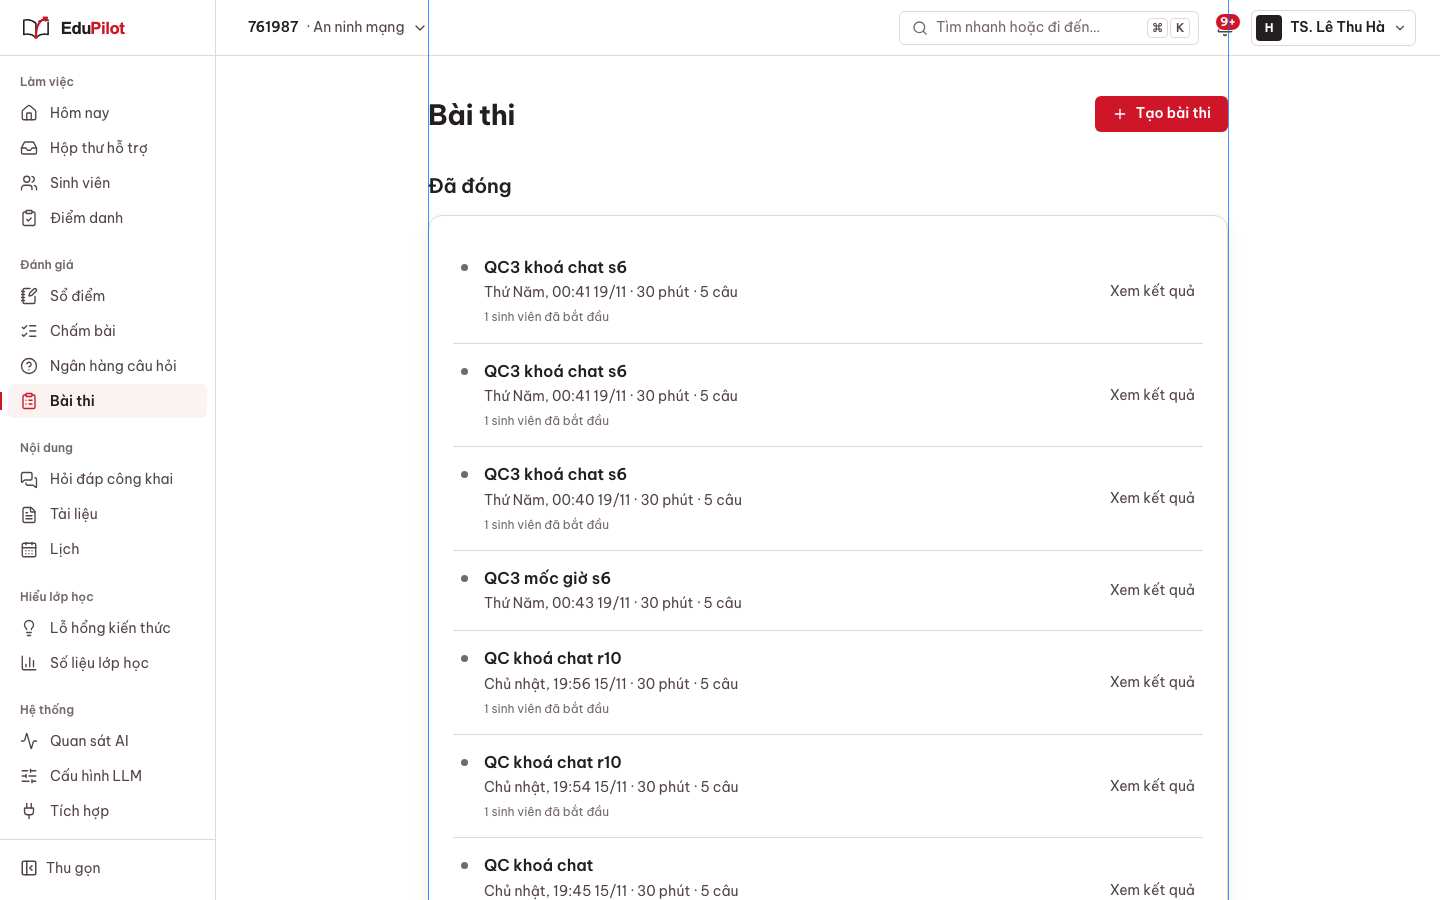 EduPilot
761987 · An ninh mạng
Tìm nhanh hoặc đi đến...
⌘ K
9+
H
TS. Lê Thu Hà
Làm việc
Hôm nay
Hộp thư hỗ trợ
Sinh viên
Điểm danh
Đánh giá
Sổ điểm
Chấm bài
Ngân hàng câu hỏi
Bài thi
Nội dung
Hỏi đáp công khai
Tài liệu
Lịch
Hiểu lớp học
Lỗ hổng kiến thức
Số liệu lớp học
Hệ thống
Quan sát AI
Cấu hình LLM
Tích hợp
Thu gọn
Bài thi
Tạo bài thi
Đã đóng
QC3 khoá chat s6
Thứ Năm, 00:41 19/11 · 30 phút · 5 câu
1 sinh viên đã bắt đầu
Xem kết quả
QC3 khoá chat s6
Thứ Năm, 00:41 19/11 · 30 phút · 5 câu
1 sinh viên đã bắt đầu
Xem kết quả
QC3 khoá chat s6
Thứ Năm, 00:40 19/11 · 30 phút · 5 câu
1 sinh viên đã bắt đầu
Xem kết quả
QC3 mốc giờ s6
Thứ Năm, 00:43 19/11 · 30 phút · 5 câu
Xem kết quả
QC khoá chat r10
Chủ nhật, 19:56 15/11 · 30 phút · 5 câu
1 sinh viên đã bắt đầu
Xem kết quả
QC khoá chat r10
Chủ nhật, 19:54 15/11 · 30 phút · 5 câu
1 sinh viên đã bắt đầu
Xem kết quả
QC khoá chat
Chủ nhật, 19:45 15/11 · 30 phút · 5 câu
Xem kết quả